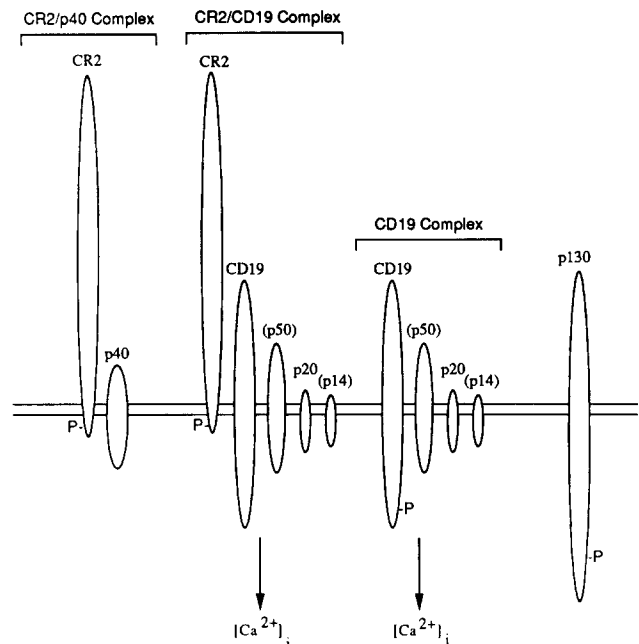 CR2/p40 Complex
CR2/CD19 Complex
CR2
CR2
CD19 Complex
CD19
CD19
p130
(p50)
(p50)
p40
p20
(p14)
p20
(p14)
P-
P-
-P
-P
[Ca2+]i
[Ca2+]i